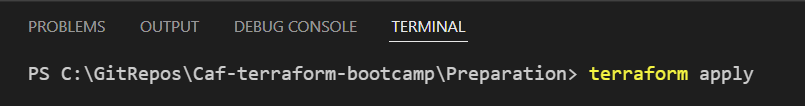 PROBLEMS OUTPUT DEBUG CONSOLE TERMINAL
PS C:\GitRepos\Caf-terraform-bootcamp\Preparation> terraform apply